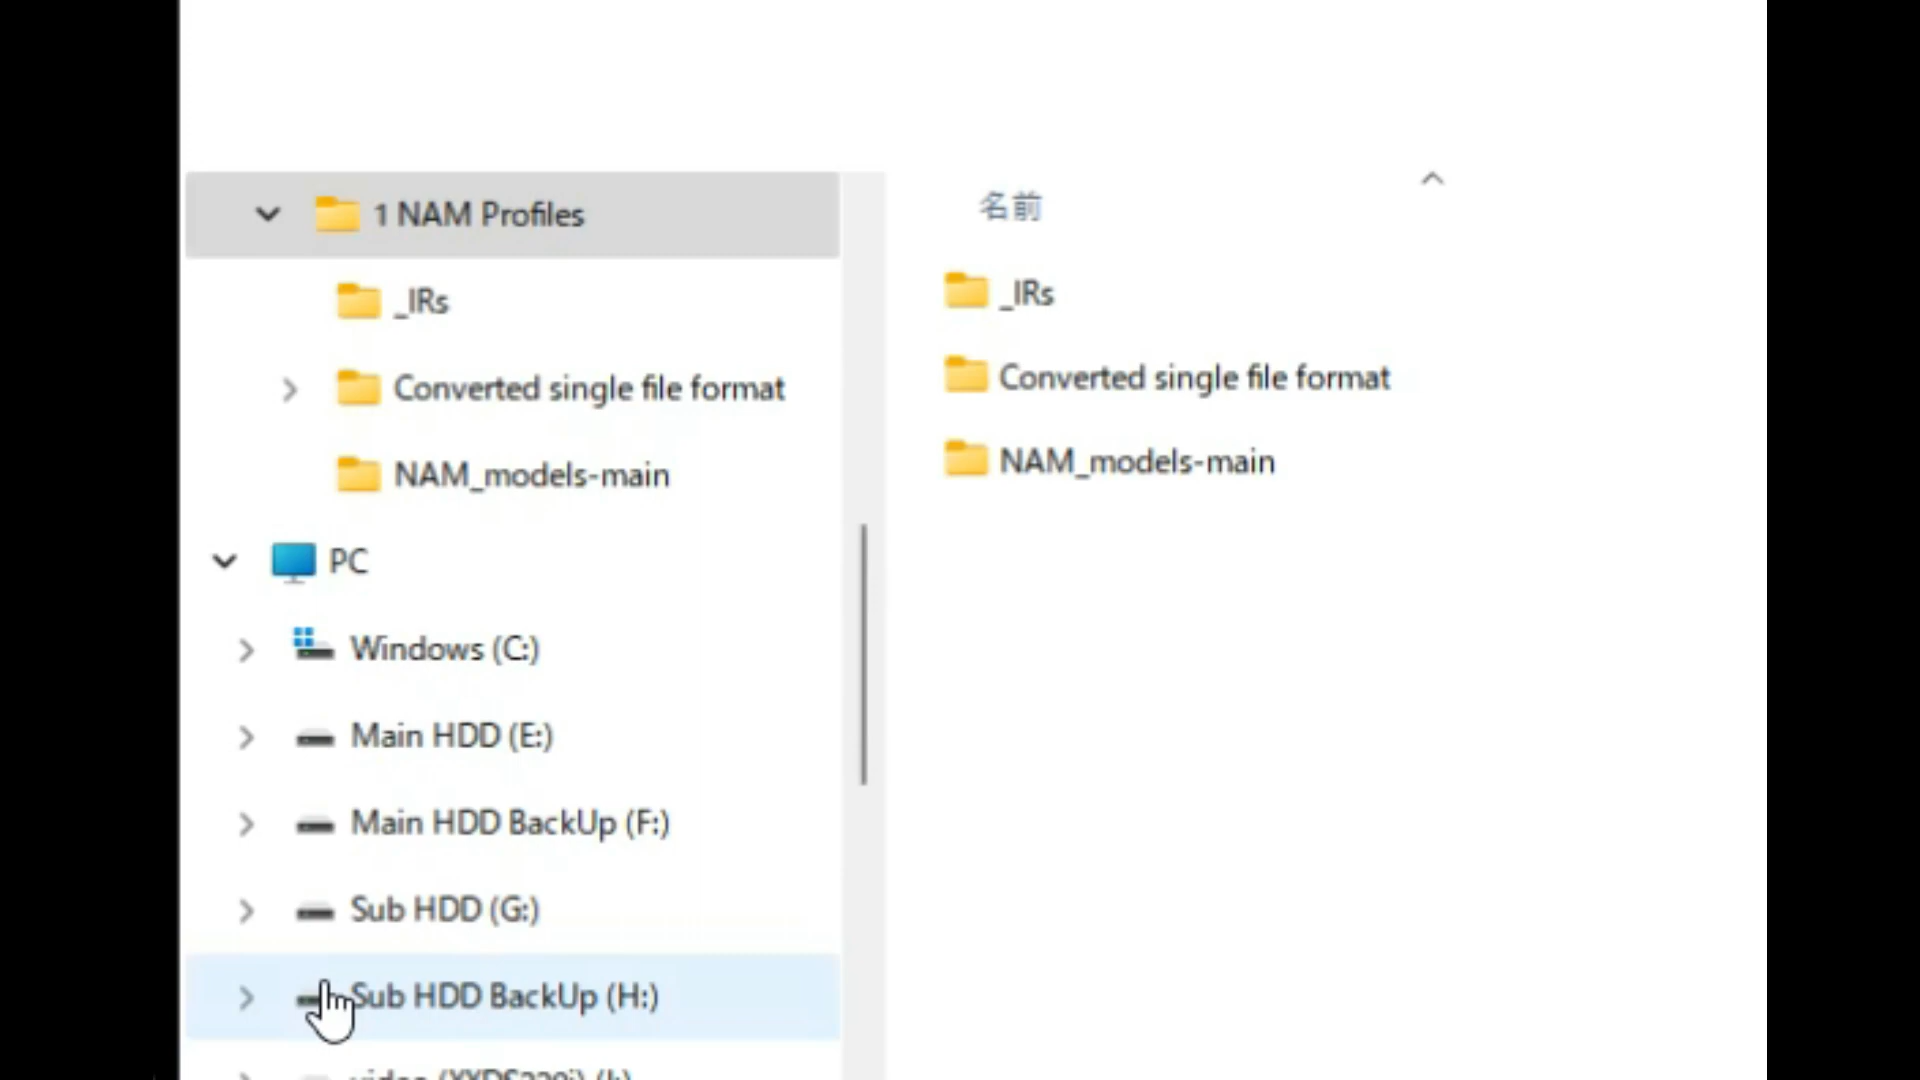 1 NAM Profiles
_IRs
Converted single file format
NAM_models-main
PC
Windows (C:)
Main HDD (E:)
Main HDD BackUp (F:)
Sub HDD (G:)
Sub HDD BackUp (H:)
名前
_IRs
Converted single file format
NAM_models-main